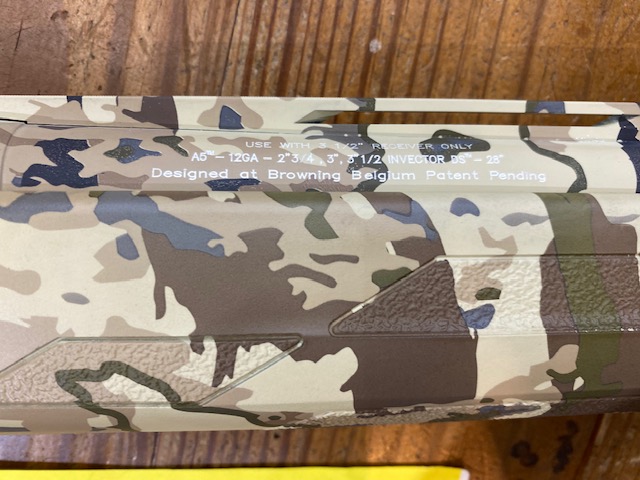 USE WITH 3 1/2" RECEIVER ONLY
A5™ - 12GA - 2"3/4, 3", 3"1/2 INVECTOR DS™ - 28"
Designed at Browning Belgium Patent Pending